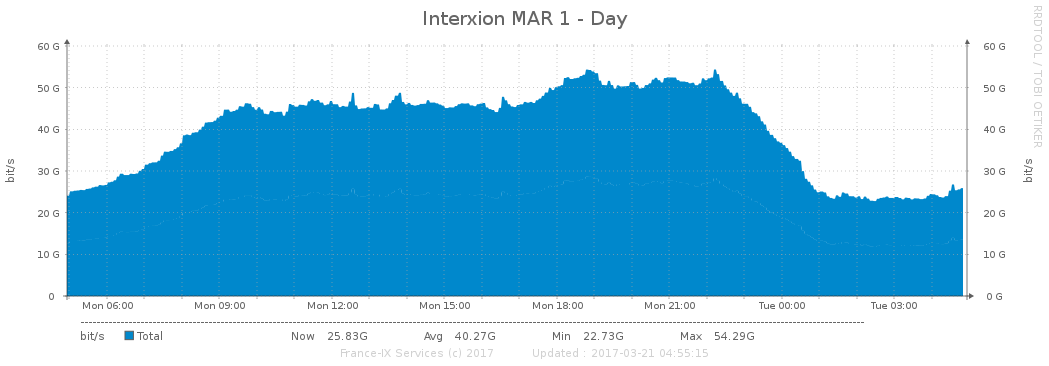 Interxion MAR 1 - Day
RRDTOOL / TOBI OETIKER
60 G 60 G
50 G 50 G
40 G 40 G
30 G 30 G
20 G 20 G
10 G 10 G
0 0 G
bit/s bit/s
Mon 06:00 Mon 09:00 Mon 12:00 Mon 15:00 Mon 18:00 Mon 21:00 Tue 00:00 Tue 03:00
bit/s Total Now 25.83G Avg 40.27G Min 22.73G Max 54.29G
France-IX Services (c) 2017 Updated : 2017-03-21 04:55:15